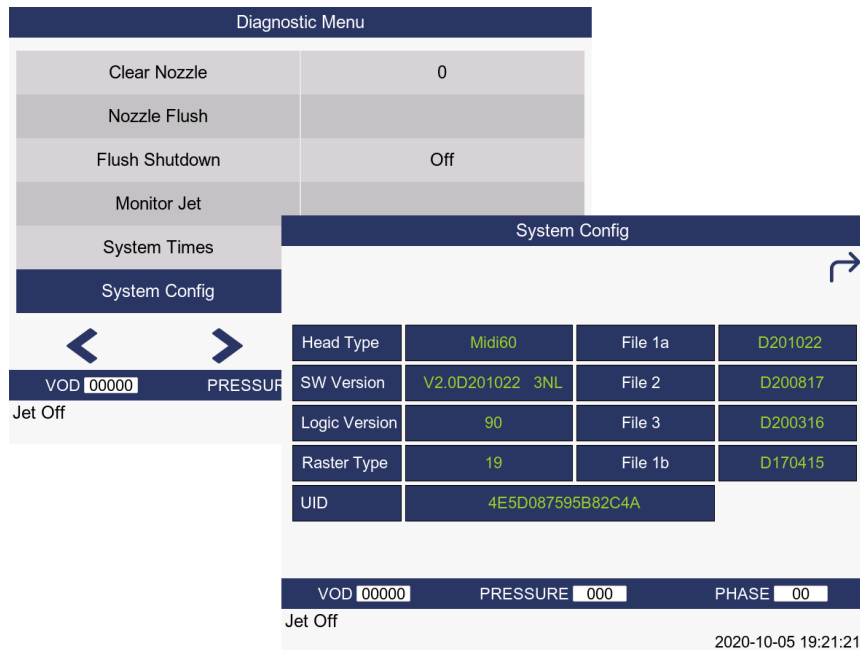 Diagnostic Menu
Clear Nozzle 0
Nozzle Flush
Flush Shutdown Off
Monitor Jet
System Times
System Config
VOD 00000 PRESSUR
Jet Off
System Config
Head Type Midi60 File 1a D201022
SW Version V2.0D201022 3NL File 2 D200817
Logic Version 90 File 3 D200316
Raster Type 19 File 1b D170415
UID 4E5D087595B82C4A
VOD 00000 PRESSURE 000 PHASE 00
Jet Off
2020-10-05 19:21:21